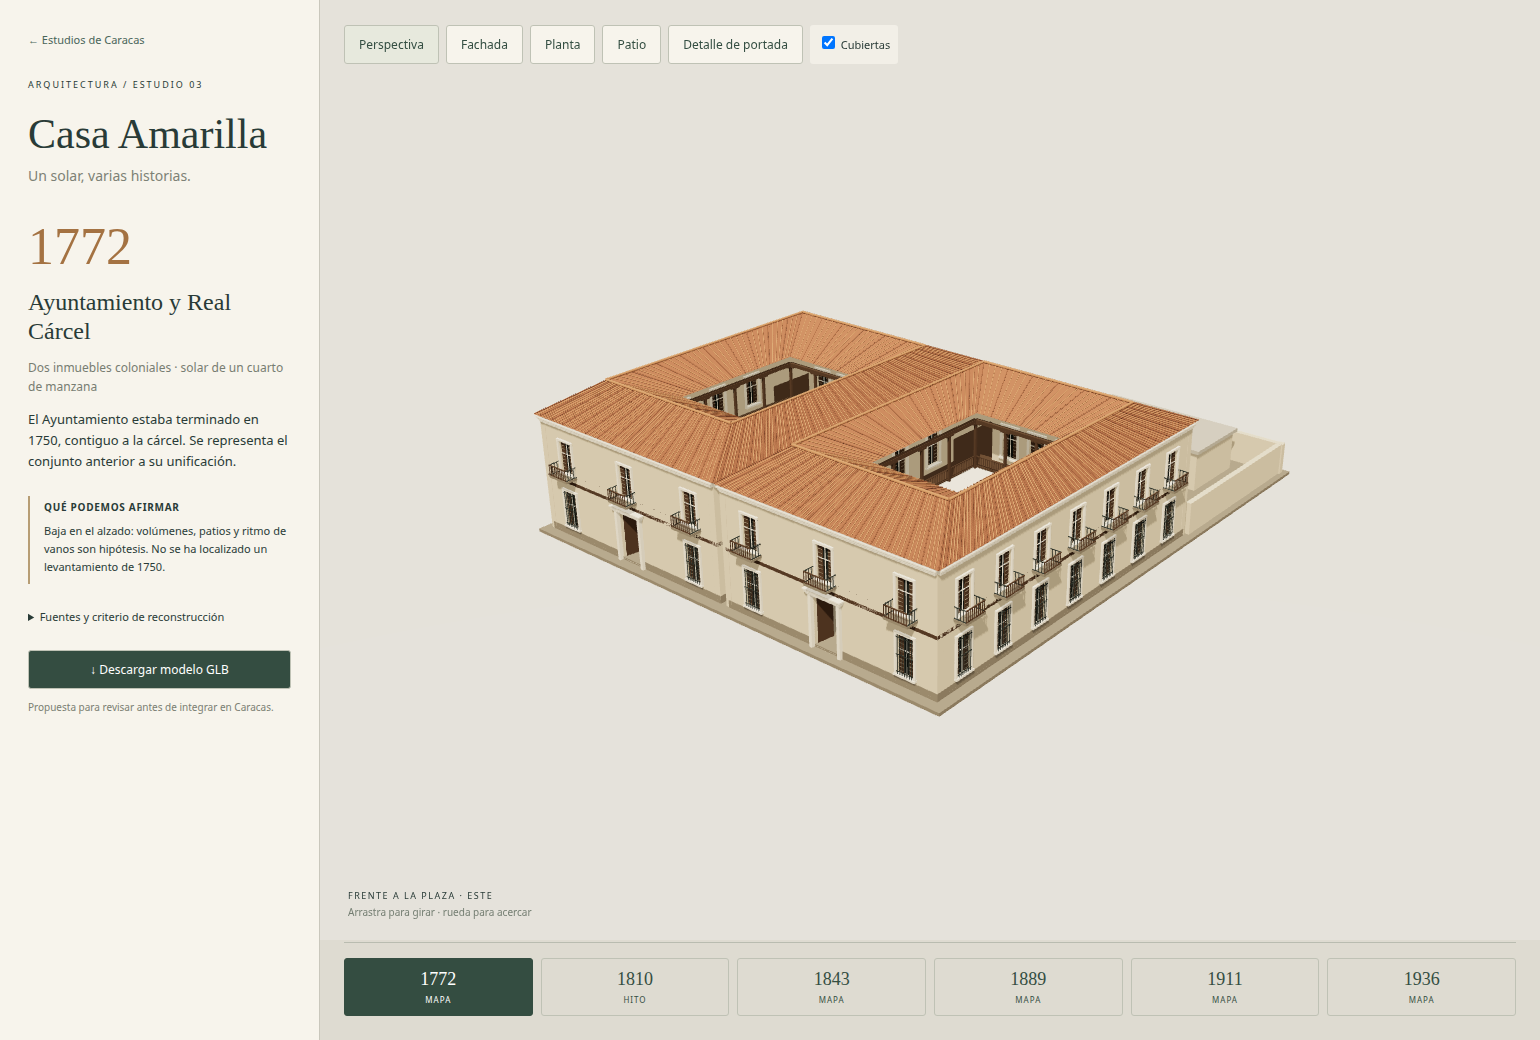 ← Estudios de Caracas
ARQUITECTURA / ESTUDIO 03
Casa Amarilla
Un solar, varias historias.
1772
Ayuntamiento y Real
Cárcel
Dos inmuebles coloniales · solar de un cuarto
de manzana
El Ayuntamiento estaba terminado en
1750, contiguo a la cárcel. Se representa el
conjunto anterior a su unificación.
QUÉ PODEMOS AFIRMAR
Baja en el alzado: volúmenes, patios y ritmo de
vanos son hipótesis. No se ha localizado un
levantamiento de 1750.
Fuentes y criterio de reconstrucción
↓ Descargar modelo GLB
Propuesta para revisar antes de integrar en Caracas.
Perspectiva
Fachada
Planta
Patio
Detalle de portada
Cubiertas
FRENTE A LA PLAZA · ESTE
Arrastra para girar · rueda para acercar
1772
MAPA
1810
HITO
1843
MAPA
1889
MAPA
1911
MAPA
1936
MAPA